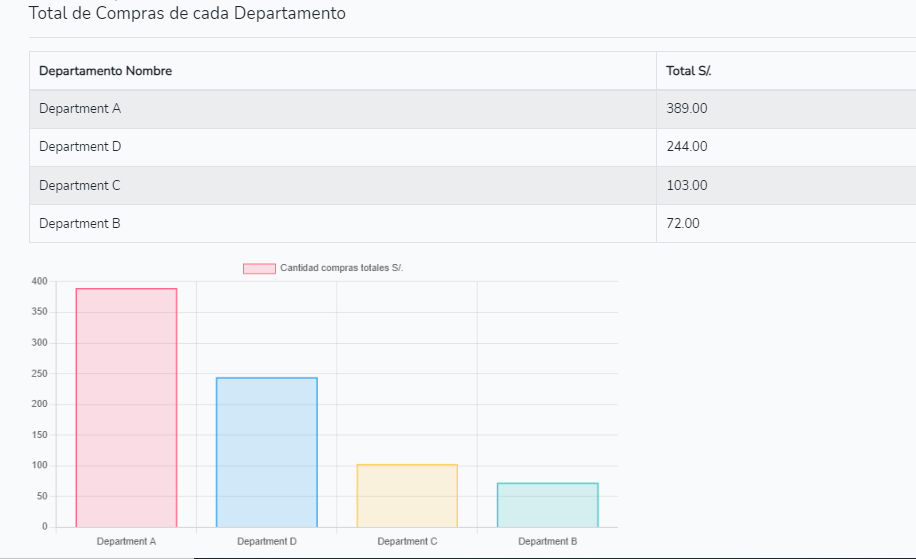 Total de Compras de cada Departamento
Departamento Nombre Total S/.
Department A 389.00
Department D 244.00
Department C 103.00
Department B 72.00
Cantidad compras totales S/.
400
350
300
250
200
150
100
50
0
Department A Department D Department C Department B